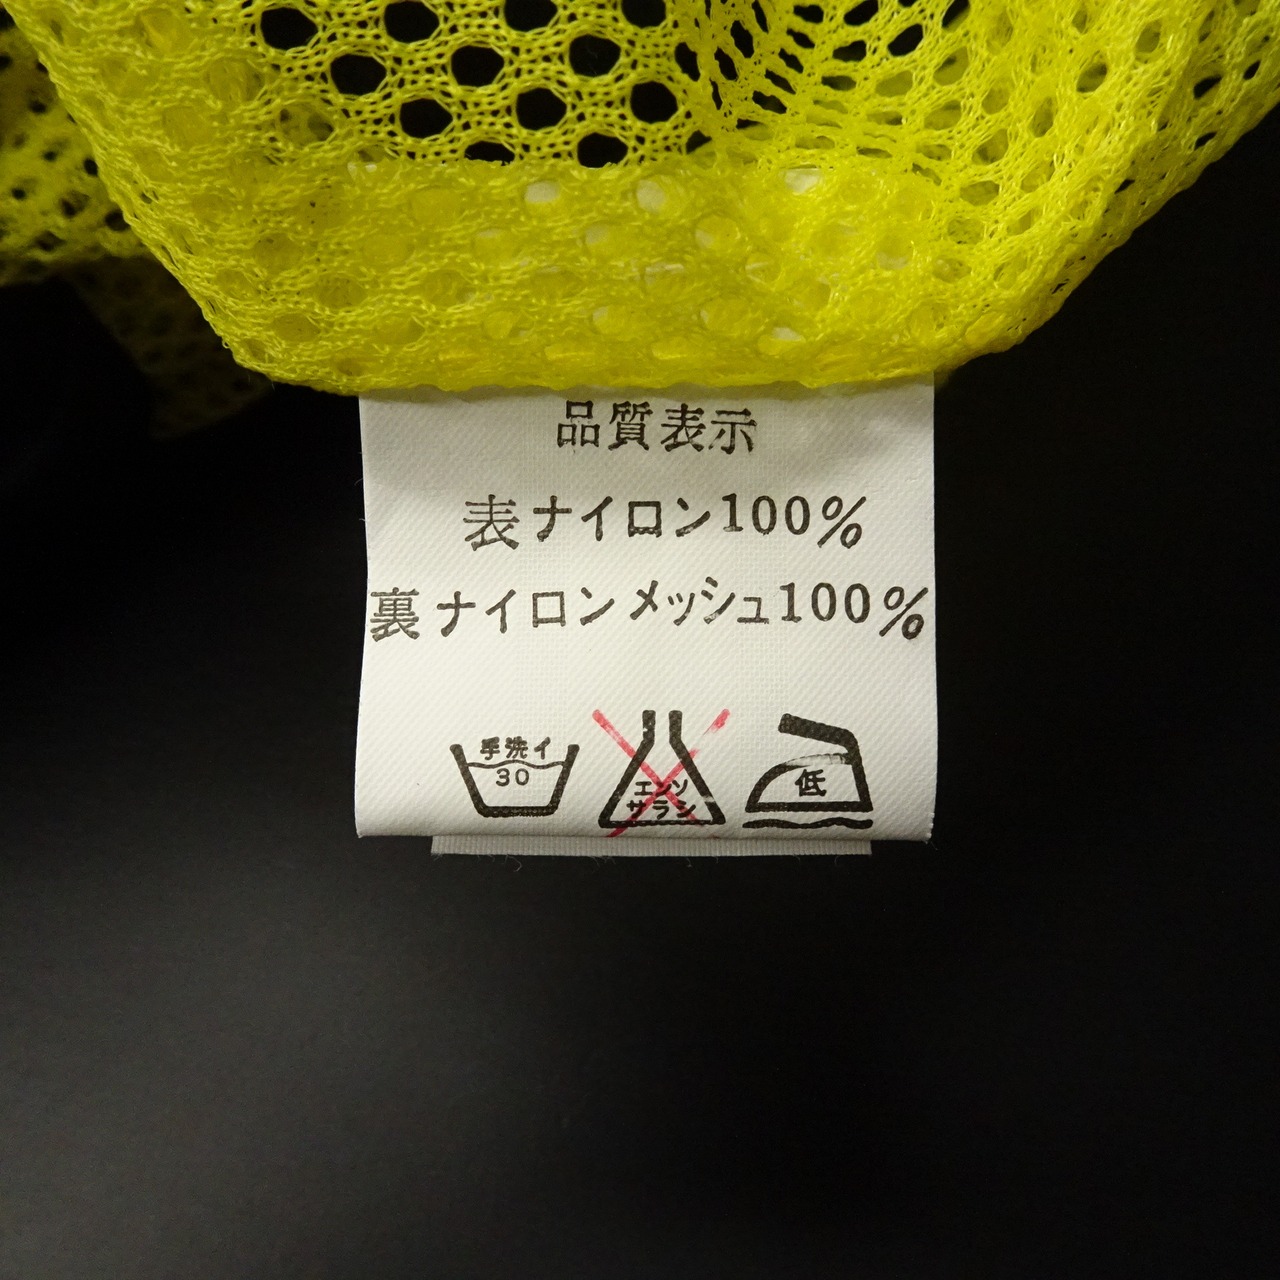 品質表示
表ナイロン100%
裏ナイロンメッシュ100%
手洗イ
30
エンソ
サラシ
低